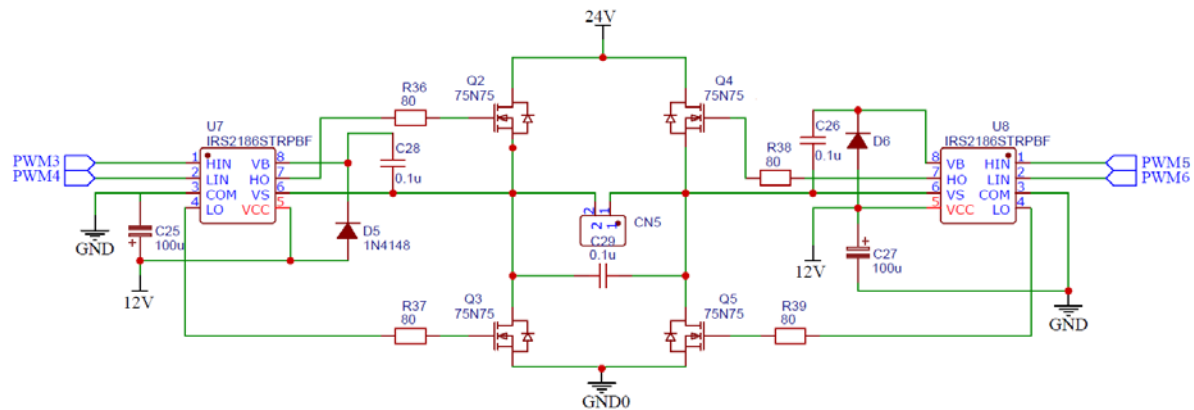 24V
Q2
75N75
Q4
75N75
R36
80
U7
IRS2186STRPBF
PWM3
PWM4
1 HIN VB 8
2 LIN HO 7
3 COM VS 6
4 LO VCC 5
C28
0.1u
C25
100u
GND
12V
D5
1N4148
R37
80
Q3
75N75
2 1
2 1
CN5
C29
0.1u
Q5
75N75
R39
80
GND0
C26
0.1u
D6
R38
80
U8
IRS2186STRPBF
8 VB HIN 1
7 HO LIN 2
6 VS COM 3
5 VCC LO 4
PWM5
PWM6
12V
C27
100u
GND